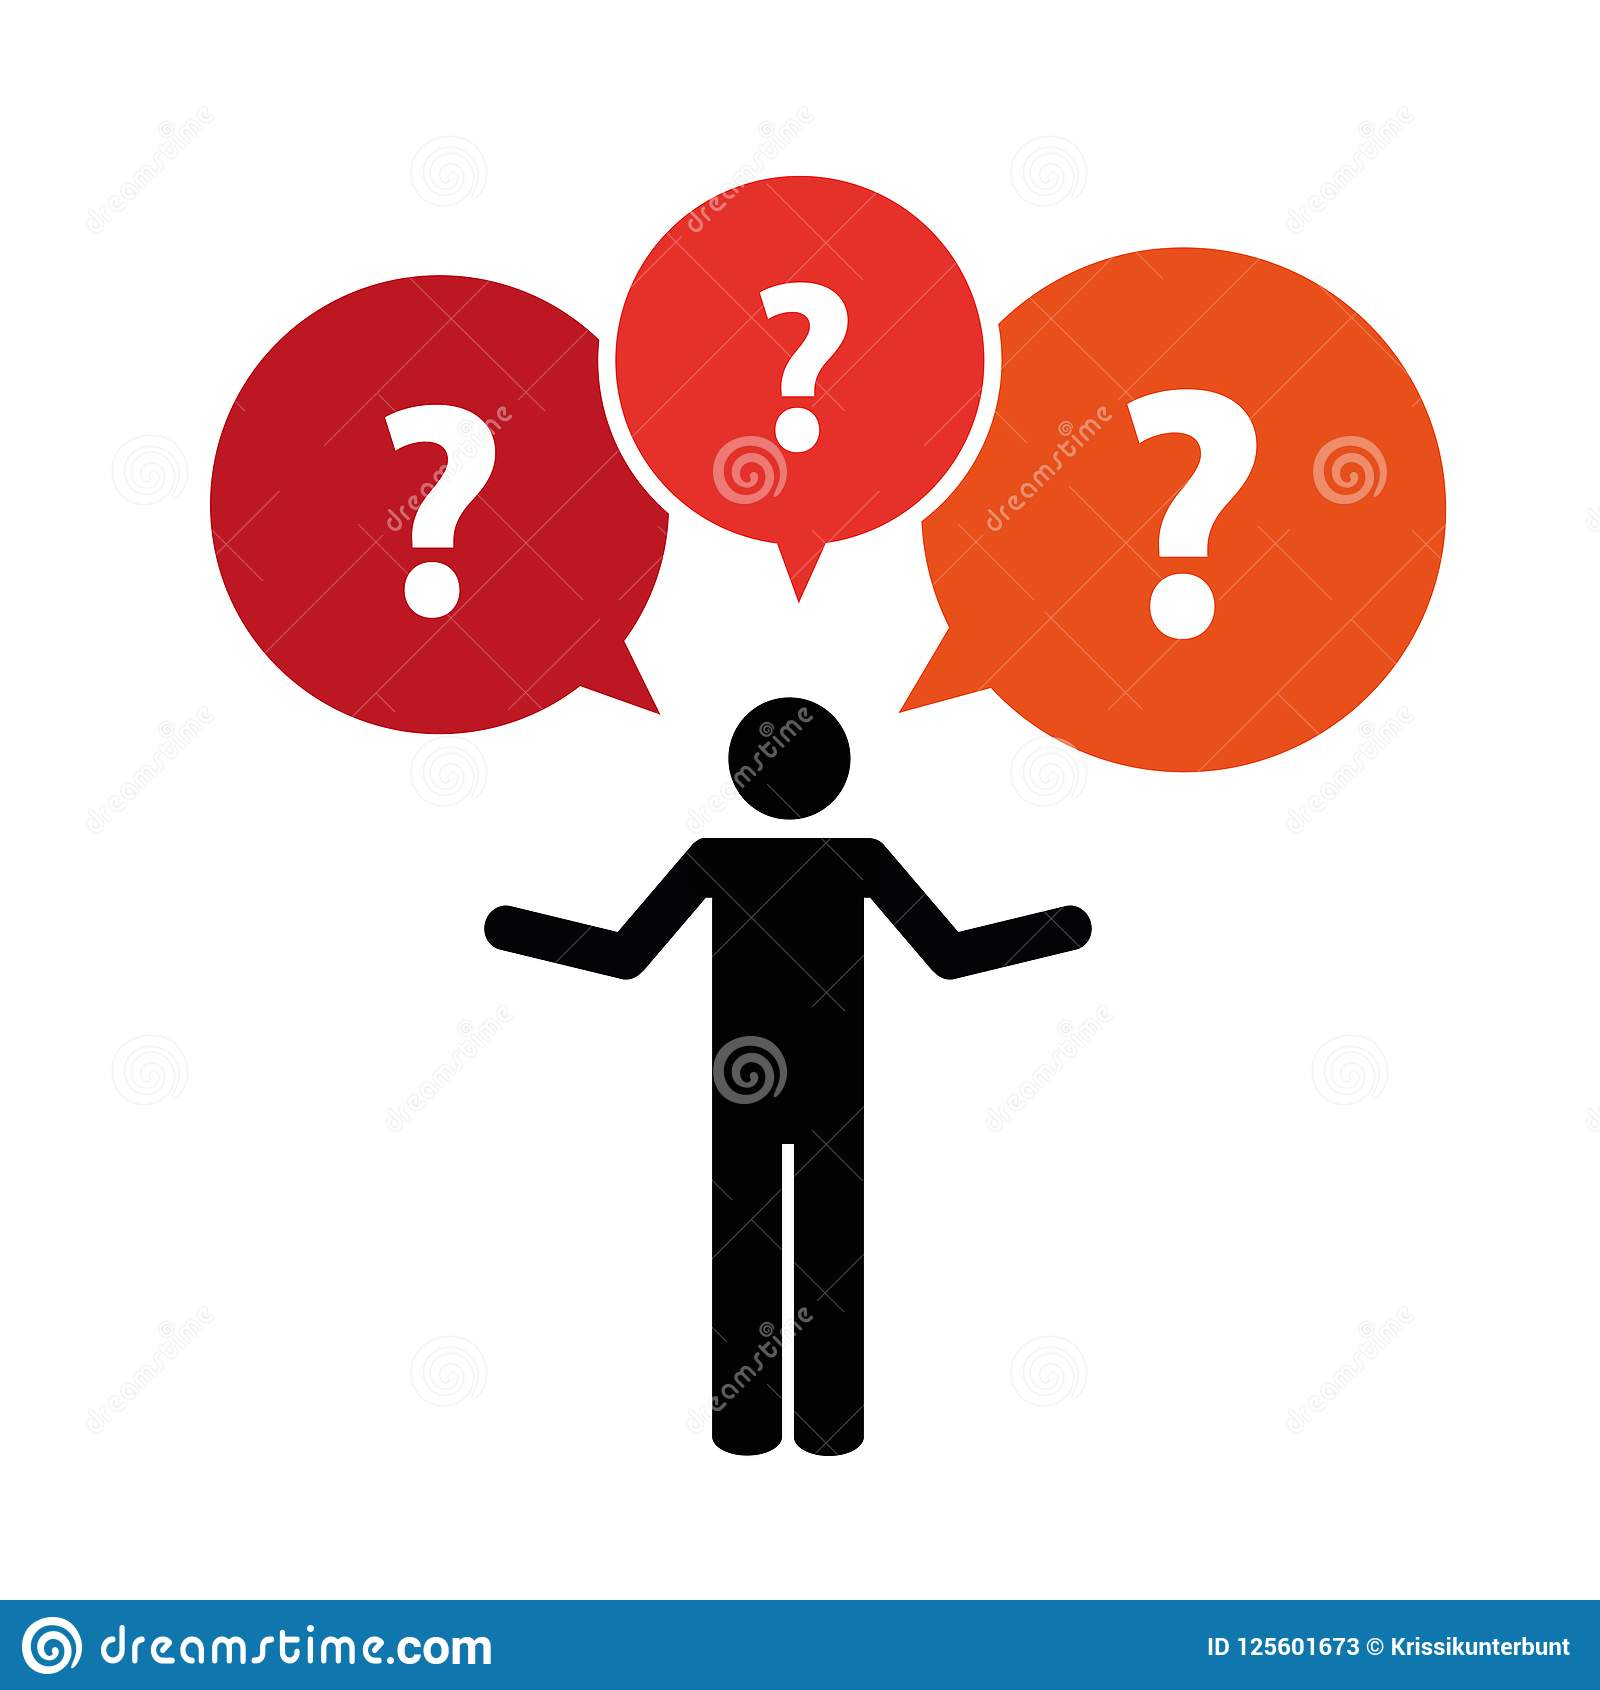 ? ? ?
dreamstime.com
ID 125601673 © Krissikunterbunt